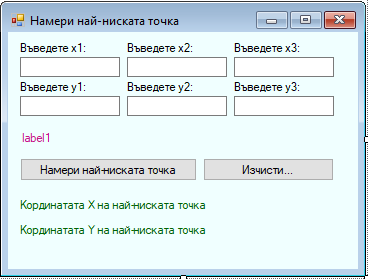 Намери най-ниската точка
Въведете x1: Въведете x2: Въведете x3:
Въведете y1: Въведете y2: Въведете y3:
label1
Намери най-ниската точка Изчисти...
Кординатата X на най-ниската точка
Кординатата Y на най-ниската точка